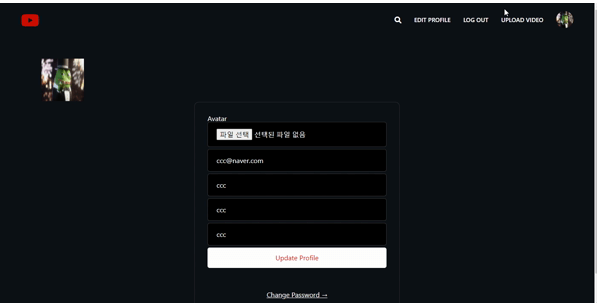 EDIT PROFILE LOG OUT UPLOAD VIDEO
Avatar
파일 선택 선택된 파일 없음
ccc@naver.com
ccc
ccc
ccc
Update Profile
Change Password →